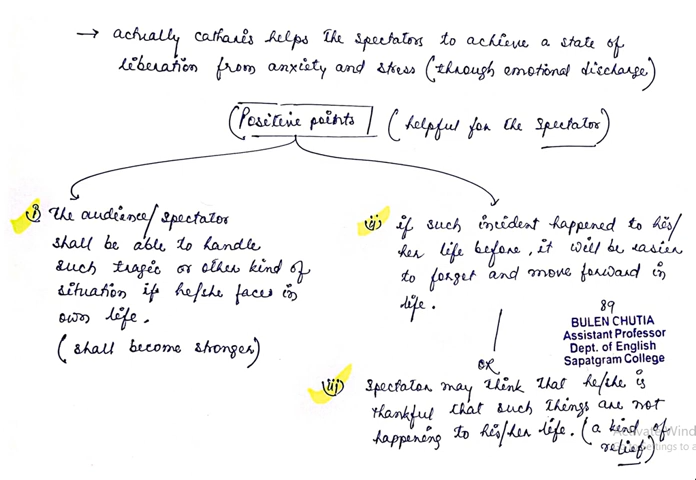 → actually catharis helps the spectators to achieve a state of
liberation from anxiety and stress (through emotional discharge)
(Positive points) (helpful for the spectator)
i) The audience/spectator
shall be able to handle
such tragic or other kind of
situation if he/she faces in
own life.
(shall become stronger)
ii) if such incident happened to his/
her life before, it will be easier
to forget and move forward in
life.
89
BULEN CHUTIA
Assistant Professor
Dept. of English
Sapatgram College
OR
iii) Spectator may think that he/she is
thankful that such things are not
happening to his/her life. (a kind of
relief)